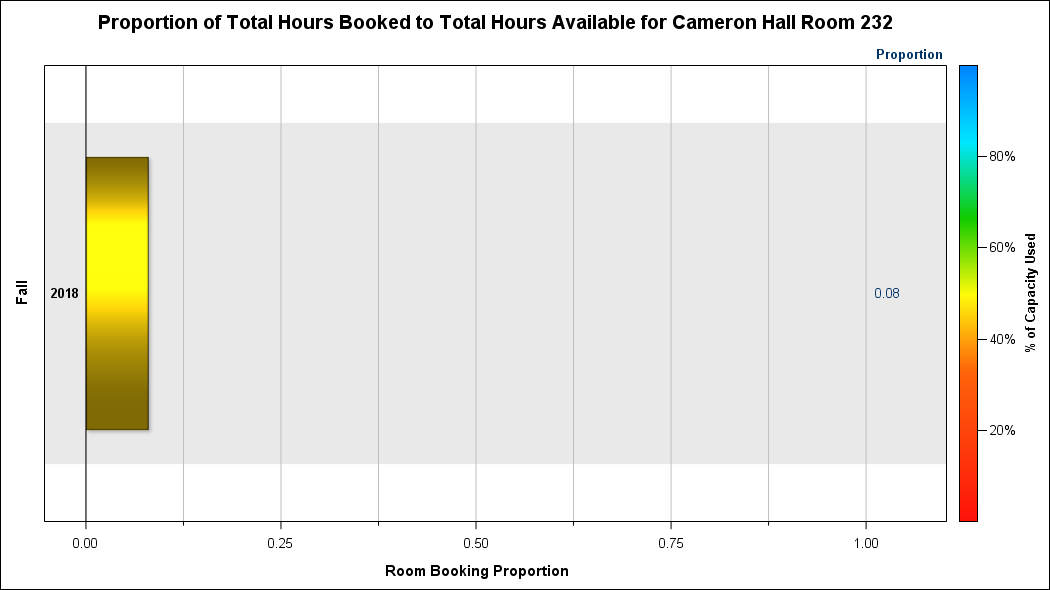 Proportion of Total Hours Booked to Total Hours Available for Cameron Hall Room 232
Proportion
80%
60%
40%
20%
% of Capacity Used
Fall
2018
0.08
0.00
0.25
0.50
0.75
1.00
Room Booking Proportion